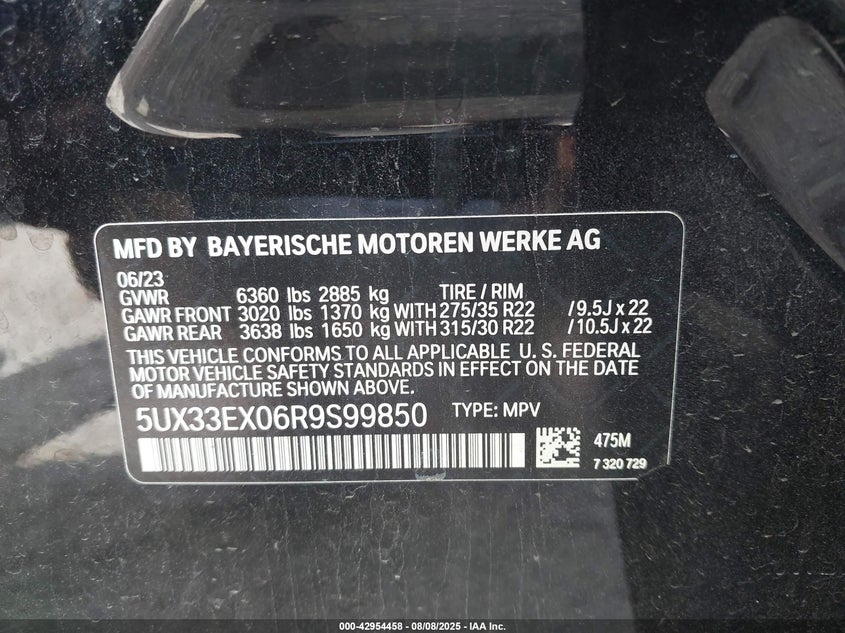 MFD BY BAYERISCHE MOTOREN WERKE AG
06/23
GVWR 6360 lbs 2885 kg TIRE / RIM
GAWR FRONT 3020 lbs 1370 kg WITH 275/35 R22 / 9.5J x 22
GAWR REAR 3638 lbs 1650 kg WITH 315/30 R22 / 10.5J x 22
THIS VEHICLE CONFORMS TO ALL APPLICABLE U. S. FEDERAL
MOTOR VEHICLE SAFETY STANDARDS IN EFFECT ON THE DATE
OF MANUFACTURE SHOWN ABOVE.
5UX33EX06R9S99850 TYPE: MPV
475M
7 320 729
000-42954458 - 08/08/2025 - IAA Inc.